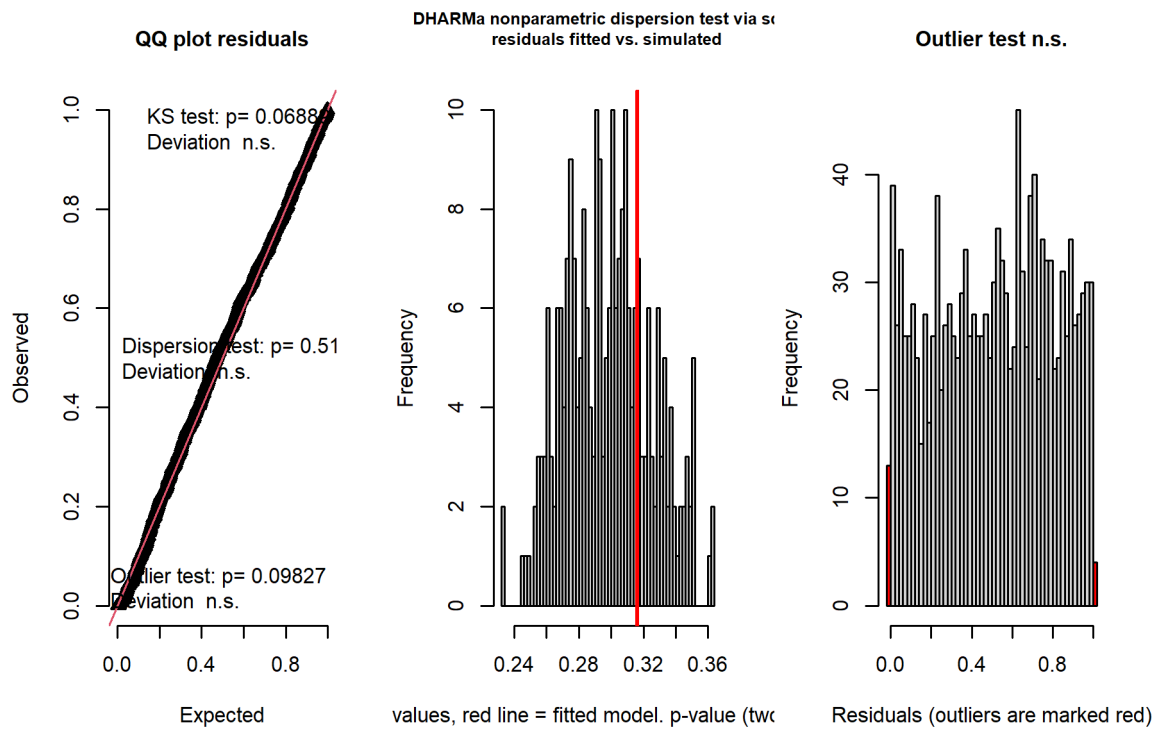 QQ plot residuals
KS test: p= 0.0688
Deviation n.s.
Dispersion test: p= 0.51
Deviation n.s.
Outlier test: p= 0.09827
Deviation n.s.
Observed
0.0 0.2 0.4 0.6 0.8 1.0
0.0 0.4 0.8
Expected
DHARMa nonparametric dispersion test via sd
residuals fitted vs. simulated
Frequency
0 2 4 6 8 10
0.24 0.28 0.32 0.36
values, red line = fitted model. p-value (two
Outlier test n.s.
Frequency
0 10 20 30 40
0.0 0.4 0.8
Residuals (outliers are marked red)